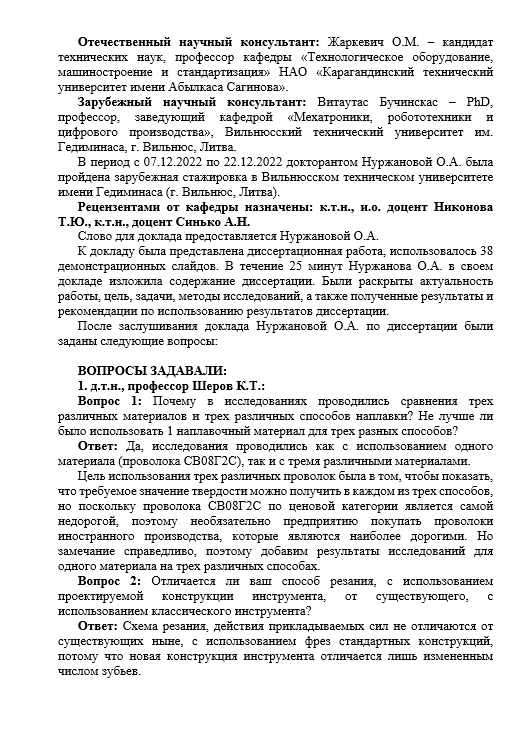 Отечественный научный консультант: Жаркевич О.М. – кандидат
технических наук, профессор кафедры «Технологическое оборудование,
машиностроение и стандартизация» НАО «Карагандинский технический
университет имени Абылкаса Сагинова».
Зарубежный научный консультант: Витаутас Бучинскас – PhD,
профессор, заведующий кафедрой «Мехатроники, робототехники и
цифрового производства», Вильнюсский технический университет им.
Гедиминаса, г. Вильнюс, Литва.
В период с 07.12.2022 по 22.12.2022 докторантом Нуржановой О.А. была
пройдена зарубежная стажировка в Вильнюсском техническом университете
имени Гедиминаса (г. Вильнюс, Литва).
Рецензентами от кафедры назначены: к.т.н., и.о. доцент Никонова
Т.Ю., к.т.н., доцент Синько А.Н.
Слово для доклада предоставляется Нуржановой О.А.
К докладу была представлена диссертационная работа, использовалось 38
демонстрационных слайдов. В течение 25 минут Нуржанова О.А. в своем
докладе изложила содержание диссертации. Были раскрыты актуальность
работы, цель, задачи, методы исследований, а также полученные результаты и
рекомендации по использованию результатов диссертации.
После заслушивания доклада Нуржановой О.А. по диссертации были
заданы следующие вопросы:
ВОПРОСЫ ЗАДАВАЛИ:
1. д.т.н., профессор Шеров К.Т.:
Вопрос 1: Почему в исследованиях проводились сравнения трех
различных материалов и трех различных способов наплавки? Не лучше ли
было использовать 1 наплавочный материал для трех разных способов?
Ответ: Да, исследования проводились как с использованием одного
материала (проволока СВ08Г2С), так и с тремя различными материалами.
Цель использования трех различных проволок была в том, чтобы показать,
что требуемое значение твердости можно получить в каждом из трех способов,
но поскольку проволока СВ08Г2С по ценовой категории является самой
недорогой, поэтому необязательно предприятию покупать проволоки
иностранного производства, которые являются наиболее дорогими. Но
замечание справедливо, поэтому добавим результаты исследований для
одного материала на трех различных способах.
Вопрос 2: Отличается ли ваш способ резания, с использованием
проектируемой конструкции инструмента, от существующего, с
использованием классического инструмента?
Ответ: Схема резания, действия прикладываемых сил не отличаются от
существующих ныне, с использованием фрез стандартных конструкций,
потому что новая конструкция инструмента отличается лишь измененным
числом зубьев.